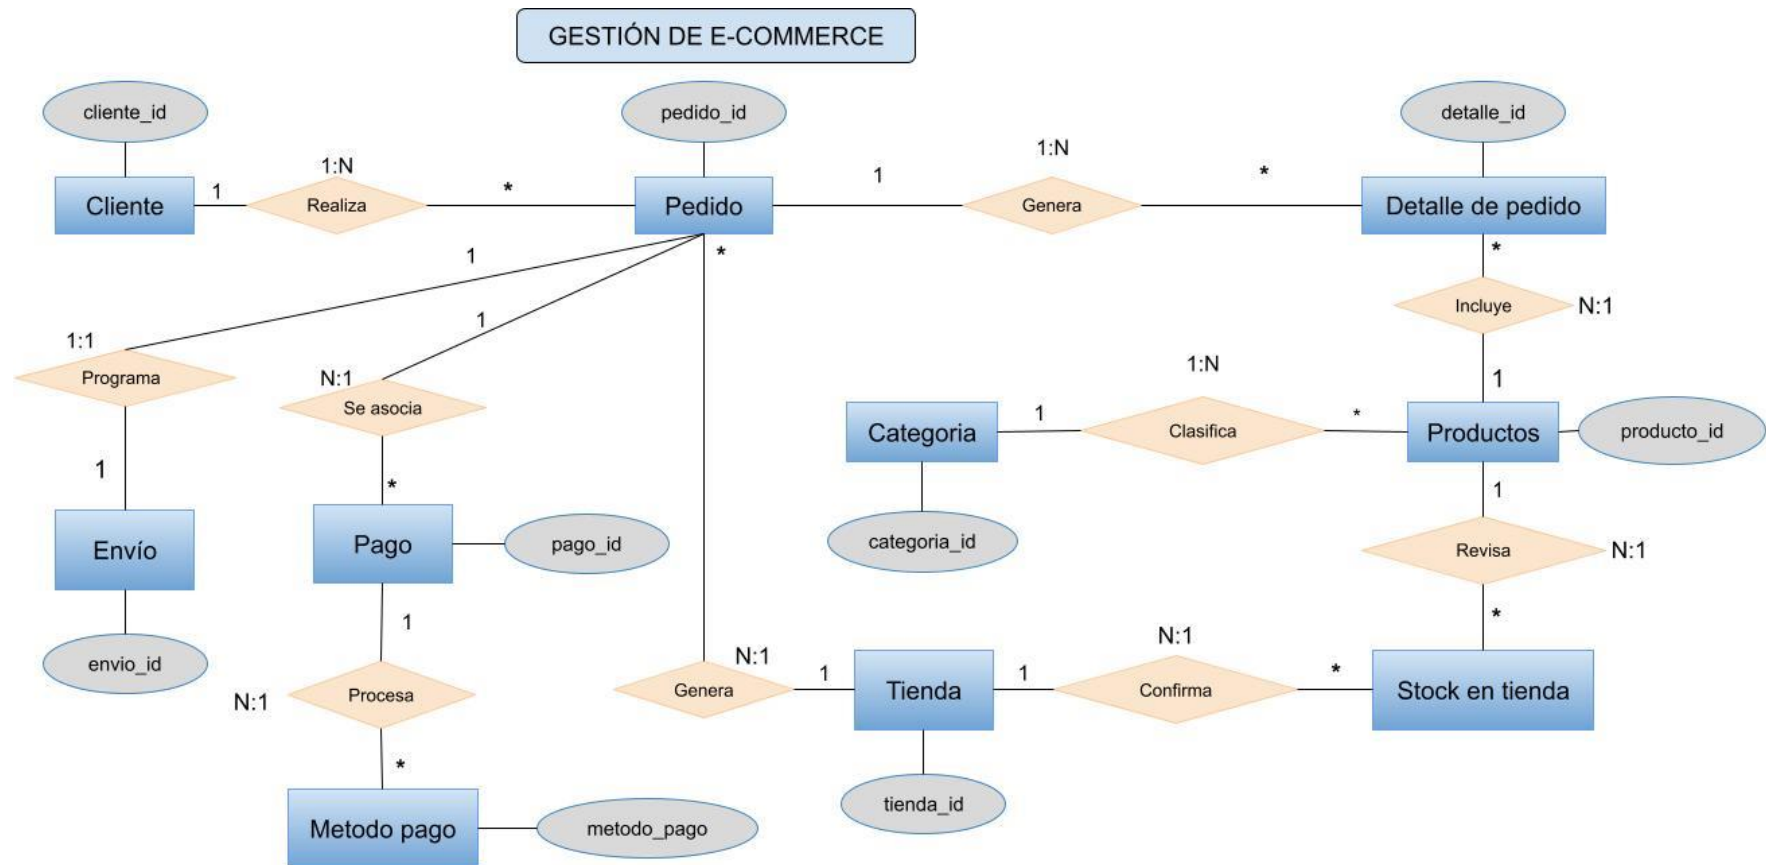 GESTIÓN DE E-COMMERCE
cliente_id
pedido_id
detalle_id
Cliente
1
1:N
Realiza
*
Pedido
1
1:N
Genera
*
Detalle de pedido
*
1
1
*
Incluye
N:1
1:1
Programa
N:1
Se asocia
1
Categoria
1
1:N
Clasifica
*
Productos
producto_id
1
*
1
Envío
Pago
pago_id
categoria_id
Revisa
N:1
envio_id
1
*
N:1
Procesa
N:1
Genera
1
Tienda
1
N:1
Confirma
*
Stock en tienda
*
Metodo pago
metodo_pago
tienda_id